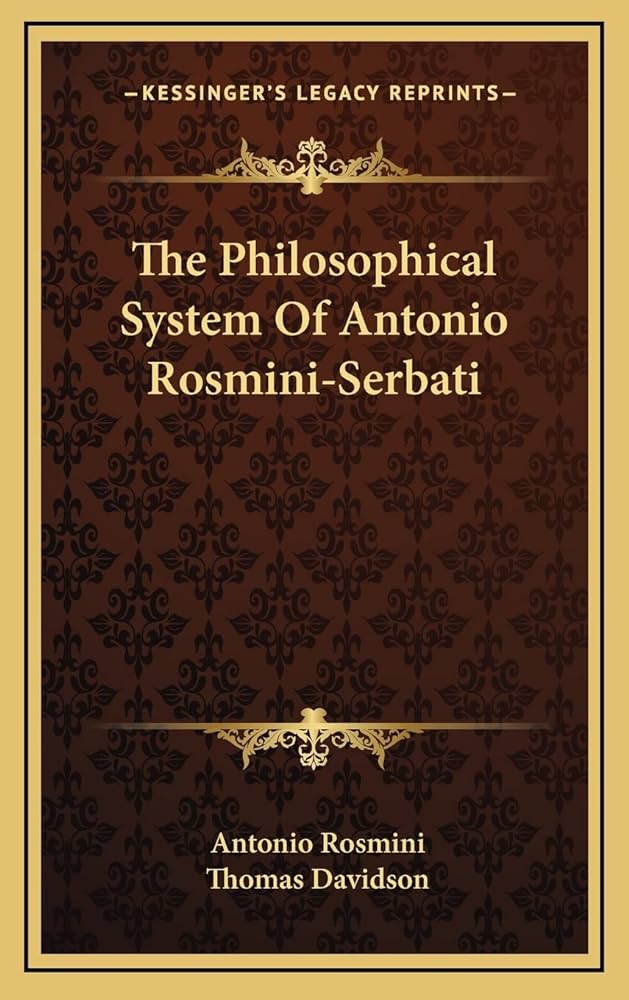 –KESSINGER'S LEGACY REPRINTS–
The Philosophical
System Of Antonio
Rosmini-Serbati
Antonio Rosmini
Thomas Davidson